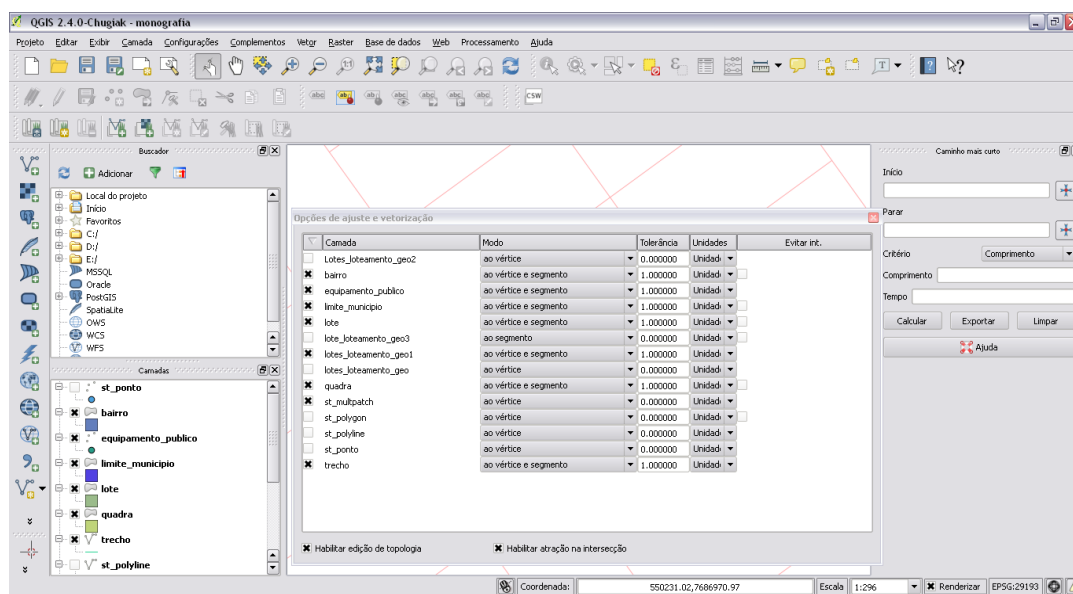 QGIS 2.4.0-Chugiak - monografia
Projeto Editar Exibir Camada Configurações Complementos Vetor Raster Base de dados Web Processamento Ajuda
abc ab abc abc abc abc abc CSW
Buscador
Adicionar
Local do projeto
Início
Favoritos
C:/
D:/
E:/
MSSQL
Oracle
PostGIS
SpatiaLite
OWS
WCS
WFS
Camadas
st_ponto
bairro
equipamento_publico
limite_municipio
lote
quadra
trecho
st_polyline
Opções de ajuste e vetorização
Camada Modo Tolerância Unidades Evitar int.
Lotes_loteamento_geo2 ao vértice 0.000000 Unidad
bairro ao vértice e segmento 1.000000 Unidad
equipamento_publico ao vértice e segmento 1.000000 Unidad
limite_municipio ao vértice e segmento 1.000000 Unidad
lote ao vértice e segmento 1.000000 Unidad
lote_loteamento_geo3 ao segmento 0.000000 Unidad
lotes_loteamento_geo1 ao vértice e segmento 1.000000 Unidad
lotes_loteamento_geo ao vértice 0.000000 Unidad
quadra ao vértice e segmento 1.000000 Unidad
st_multpatch ao vértice 0.000000 Unidad
st_polygon ao vértice 0.000000 Unidad
st_polyline ao vértice 0.000000 Unidad
st_ponto ao vértice 0.000000 Unidad
trecho ao vértice e segmento 1.000000 Unidad
Habilitar edição de topologia Habilitar atração na intersecção
Caminho mais curto
Início
Parar
Critério Comprimento
Comprimento
Tempo
Calcular Exportar Limpar
Ajuda
Coordenada: 550231.02,7686970.97 Escala 1:296 Renderizar EPSG:29193